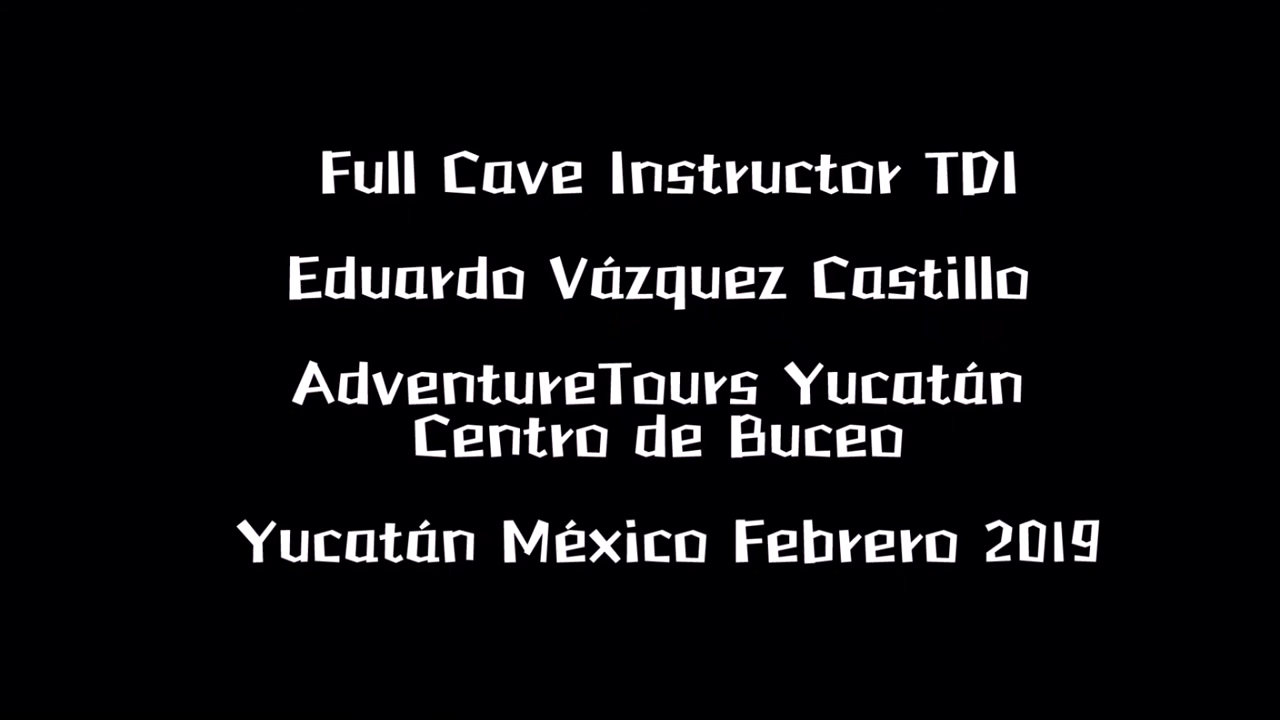 Full Cave Instructor TDI
Eduardo Vázquez Castillo
AdventureTours Yucatán
Centro de Buceo
Yucatán México Febrero 2019